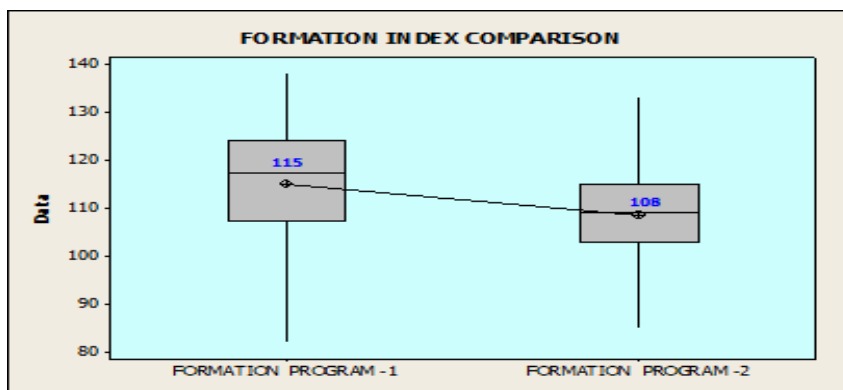 FORMATION INDEX COMPARISON
140
130
120
110
100
90
80
Data
115
108
FORMATION PROGRAM -1
FORMATION PROGRAM -2